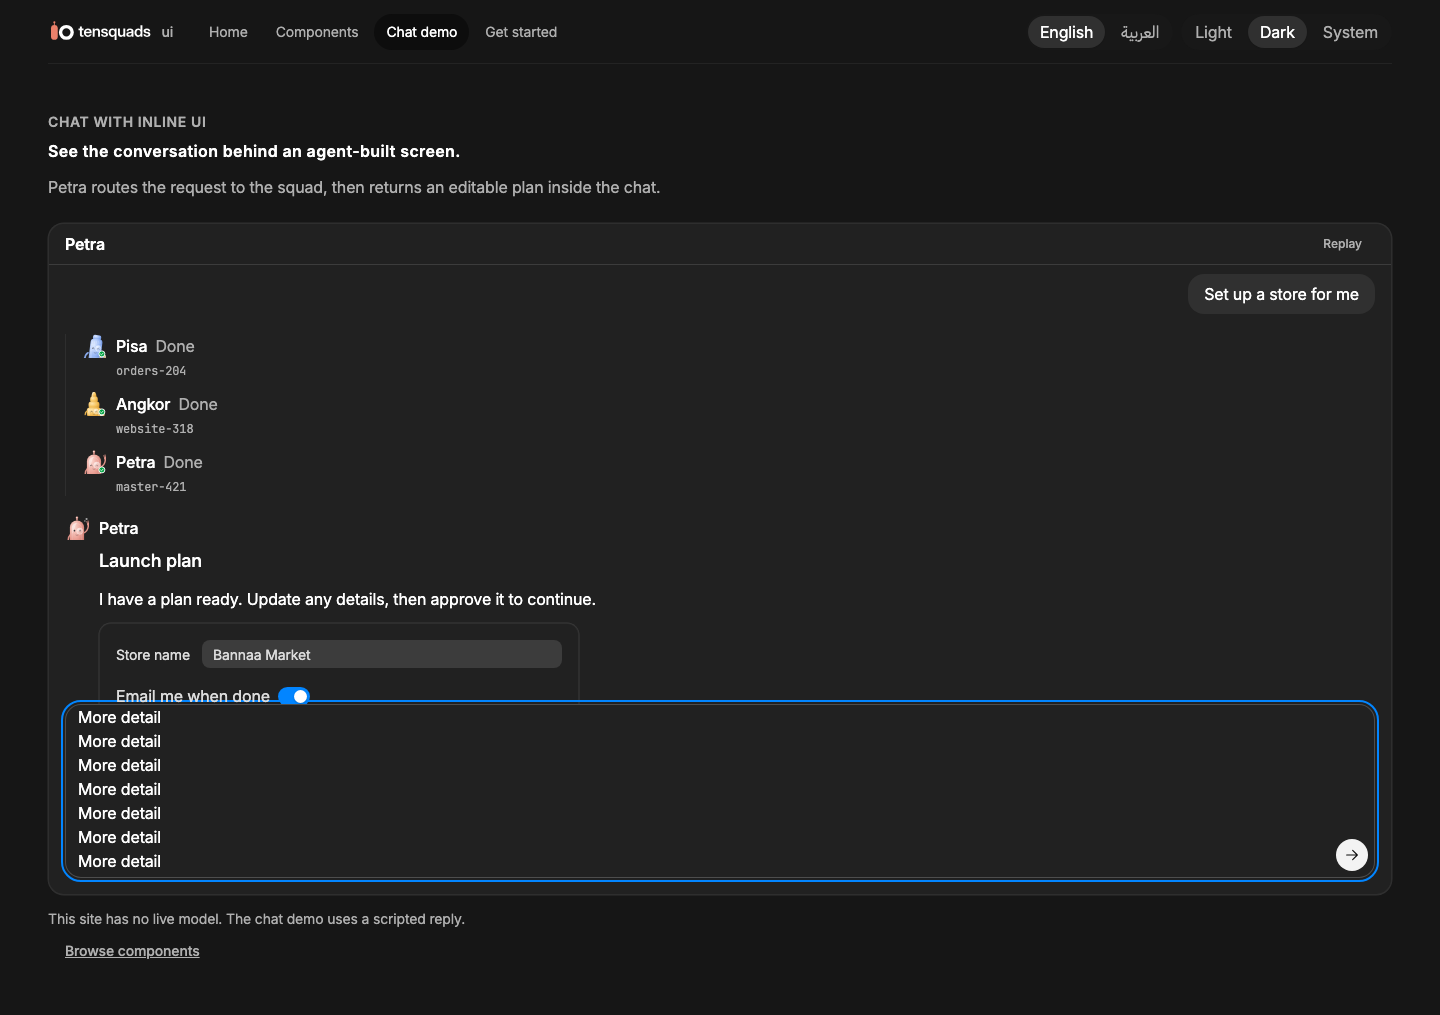 tensquads ui
Home
Components
Chat demo
Get started
English
العربية
Light
Dark
System
CHAT WITH INLINE UI
See the conversation behind an agent-built screen.
Petra routes the request to the squad, then returns an editable plan inside the chat.
Petra
Replay
Set up a store for me
Pisa Done
orders-204
Angkor Done
website-318
Petra Done
master-421
Petra
Launch plan
I have a plan ready. Update any details, then approve it to continue.
Store name Bannaa Market
Email me when done
More detail
More detail
More detail
More detail
More detail
More detail
More detail
This site has no live model. The chat demo uses a scripted reply.
Browse components